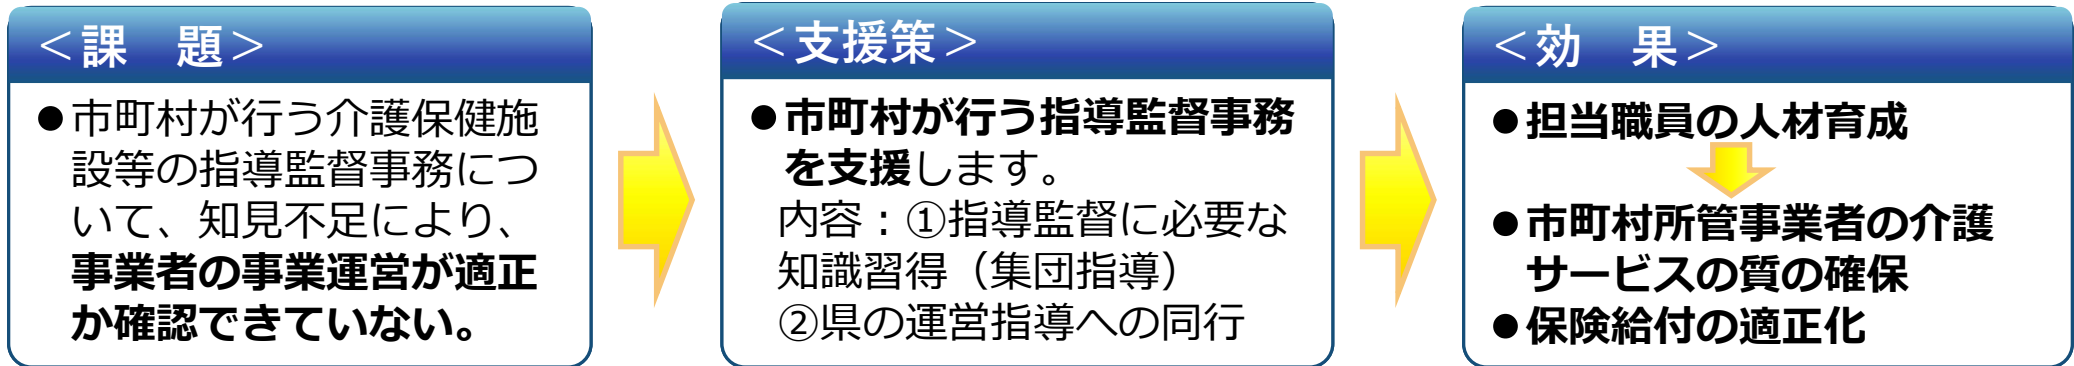 ＜課　題＞
●市町村が行う介護保健施
設等の指導監督事務につ
いて、知見不足により、
事業者の事業運営が適正
か確認できていない。
＜支援策＞
●市町村が行う指導監督事務
を支援します。
内容：①指導監督に必要な
知識習得（集団指導）
②県の運営指導への同行
＜効　果＞
●担当職員の人材育成
●市町村所管事業者の介護
サービスの質の確保
●保険給付の適正化